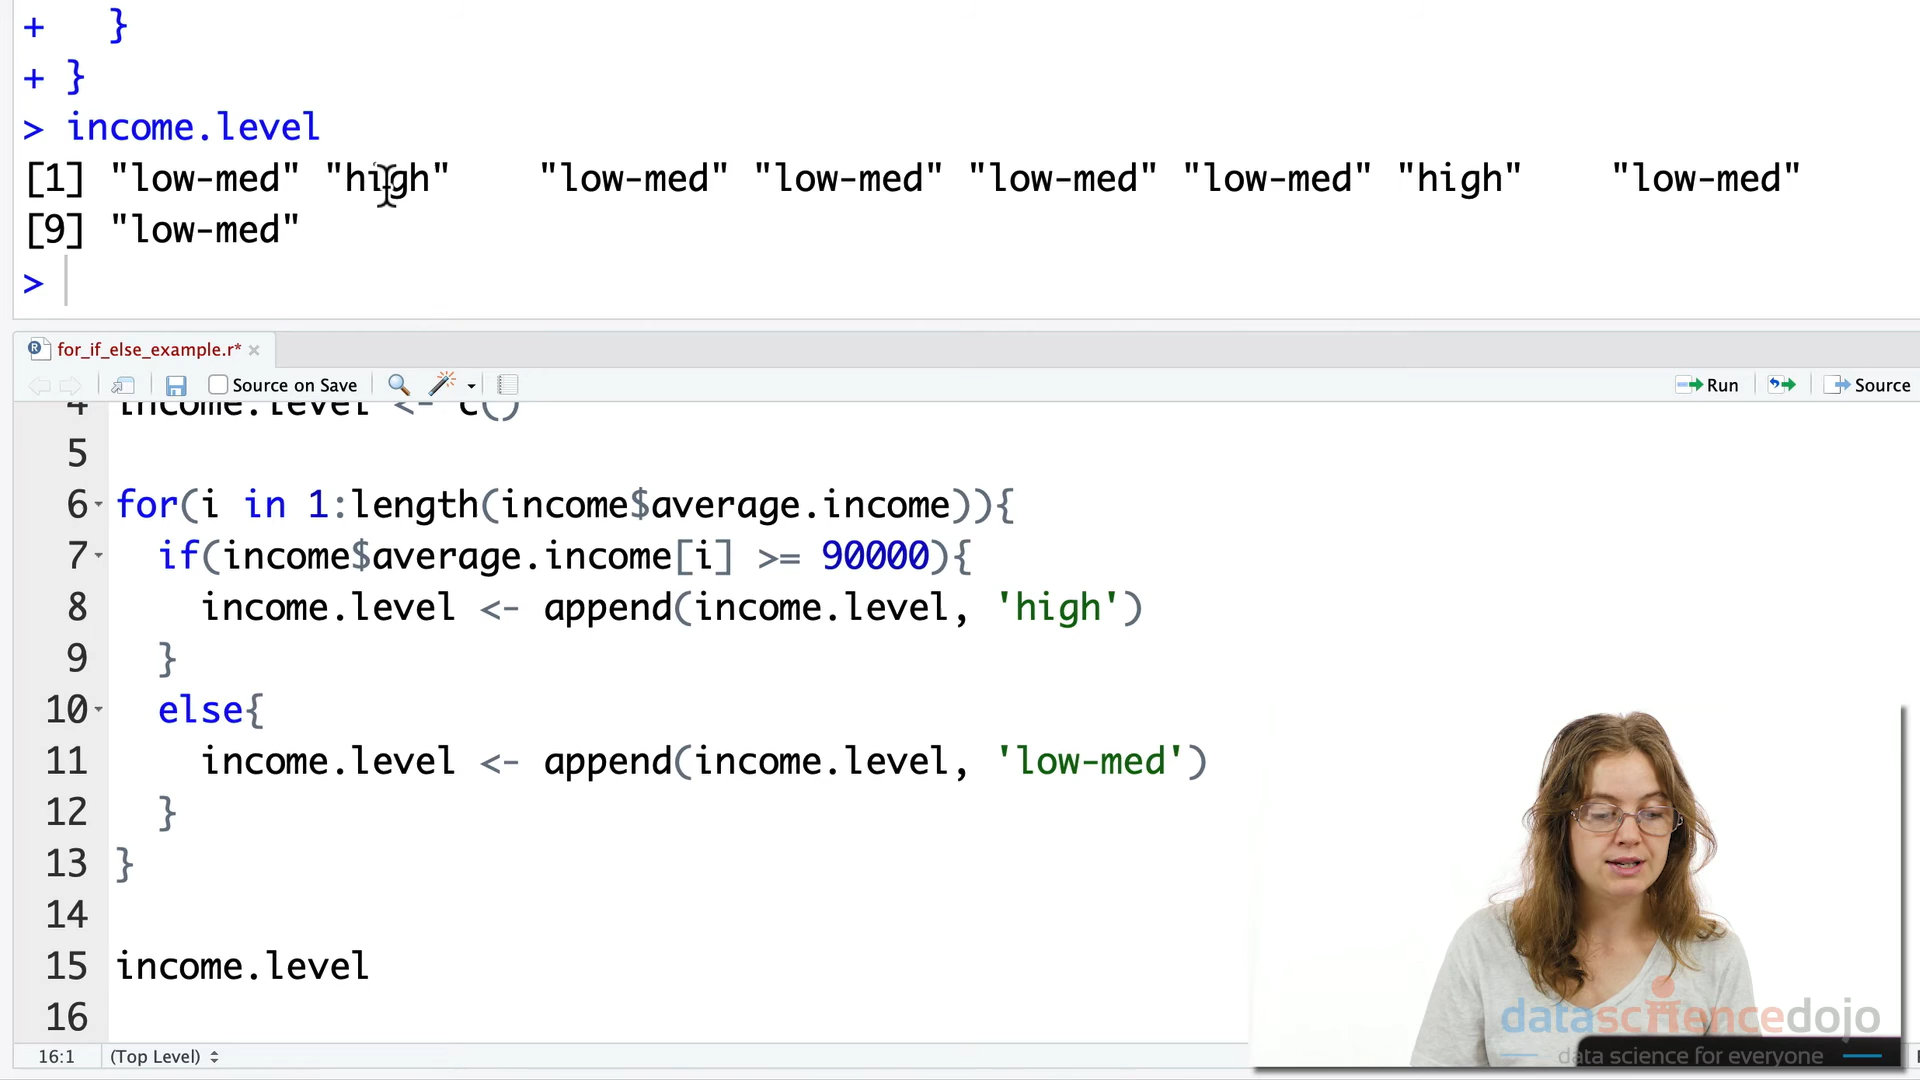 +   }
+ }
> income.level
[1] "low-med" "high"    "low-med" "low-med" "low-med" "low-med" "high"    "low-med"
[9] "low-med"
>
for_if_else_example.r*
Source on Save
Run
Source
4 income.level <- c()
5
6 for(i in 1:length(income$average.income)){
7   if(income$average.income[i] >= 90000){
8     income.level <- append(income.level, 'high')
9   }
10   else{
11     income.level <- append(income.level, 'low-med')
12   }
13 }
14
15 income.level
16
16:1 (Top Level)
datasciencedojo
data science for everyone